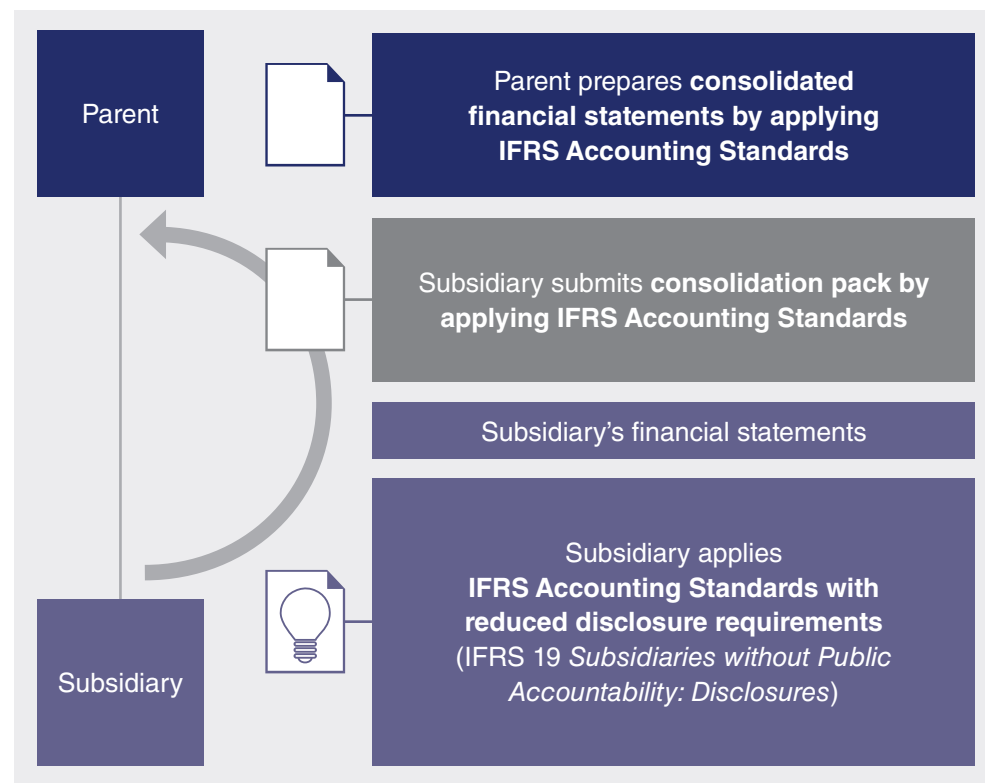 Parent
Parent prepares consolidated
financial statements by applying
IFRS Accounting Standards
Subsidiary submits consolidation pack by
applying IFRS Accounting Standards
Subsidiary’s financial statements
Subsidiary applies
IFRS Accounting Standards with
reduced disclosure requirements
(IFRS 19 Subsidiaries without Public
Accountability: Disclosures)
Subsidiary